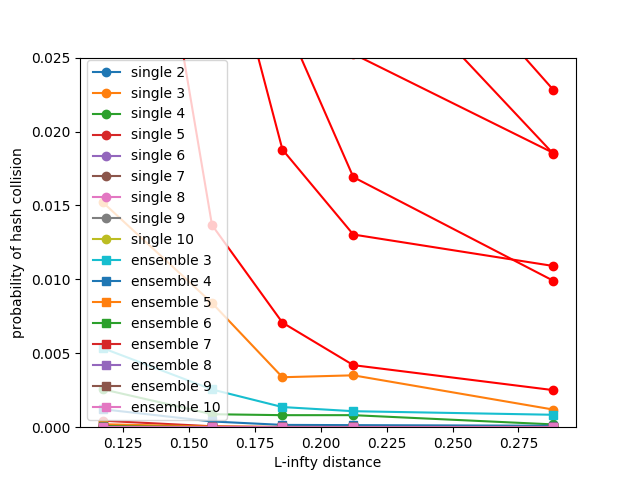 0.025
0.020
0.015
0.010
0.005
0.000
probability of hash collision
single 2
single 3
single 4
single 5
single 6
single 7
single 8
single 9
single 10
ensemble 3
ensemble 4
ensemble 5
ensemble 6
ensemble 7
ensemble 8
ensemble 9
ensemble 10
0.125 0.150 0.175 0.200 0.225 0.250 0.275
L-infty distance